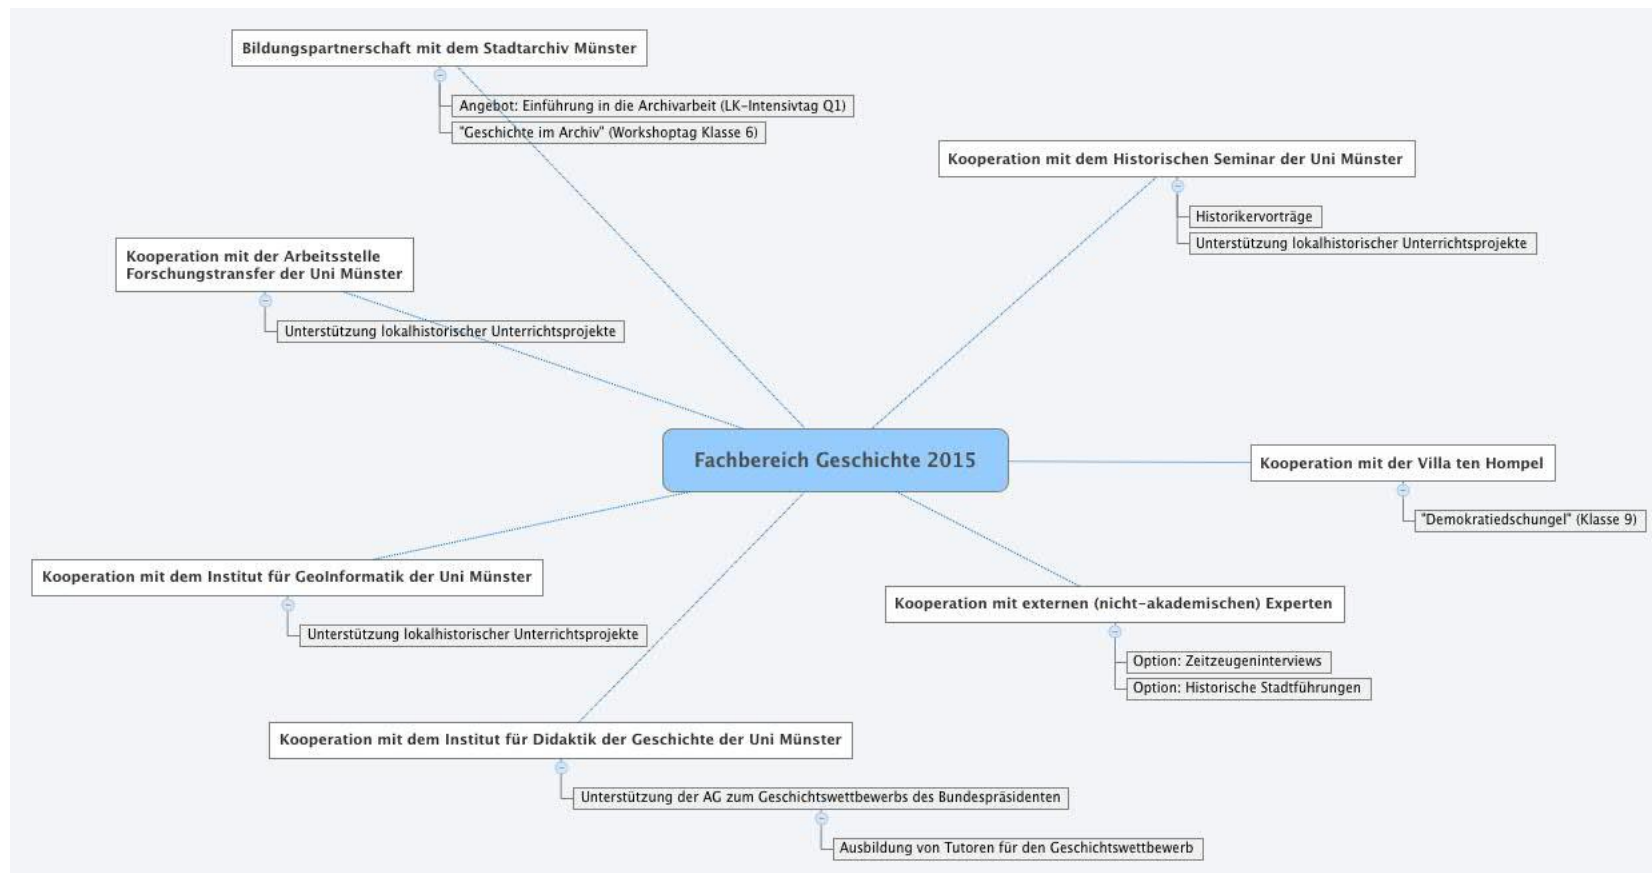 Bildungspartnerschaft mit dem Stadtarchiv Münster
Angebot: Einführung in die Archivarbeit (LK-Intensivtag Q1)
"Geschichte im Archiv" (Workshoptag Klasse 6)
Kooperation mit dem Historischen Seminar der Uni Münster
Historikervorträge
Unterstützung lokalhistorischer Unterrichtsprojekte
Kooperation mit der Arbeitsstelle
Forschungstransfer der Uni Münster
Unterstützung lokalhistorischer Unterrichtsprojekte
Fachbereich Geschichte 2015
Kooperation mit der Villa ten Hompel
"Demokratiedschungel" (Klasse 9)
Kooperation mit dem Institut für GeoInformatik der Uni Münster
Unterstützung lokalhistorischer Unterrichtsprojekte
Kooperation mit externen (nicht-akademischen) Experten
Option: Zeitzeugeninterviews
Option: Historische Stadtführungen
Kooperation mit dem Institut für Didaktik der Geschichte der Uni Münster
Unterstützung der AG zum Geschichtswettbewerbs des Bundespräsidenten
Ausbildung von Tutoren für den Geschichtswettbewerb